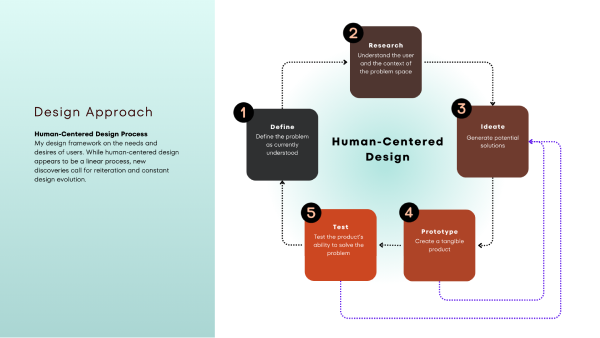 Design Approach
Human-Centered Design Process
My design framework on the needs and
desires of users. While human-centered design
appears to be a linear process, new
discoveries call for reiteration and constant
design evolution.
1
Define
Define the problem
as currently
understood
2
Research
Understand the user
and the context of
the problem space
3
Ideate
Generate potential
solutions
Human-Centered
Design
4
Prototype
Create a tangible
product
5
Test
Test the product's
ability to solve the
problem